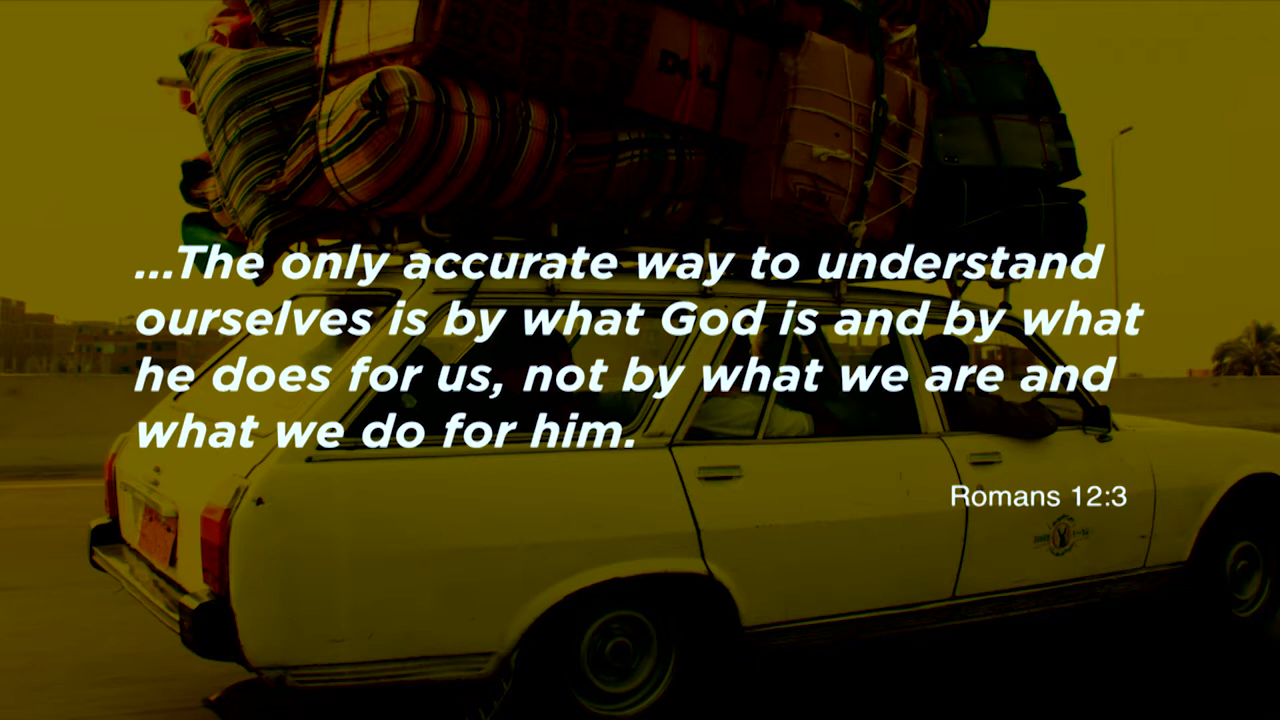 ...The only accurate way to understand
ourselves is by what God is and by what
he does for us, not by what we are and
what we do for him.
Romans 12:3